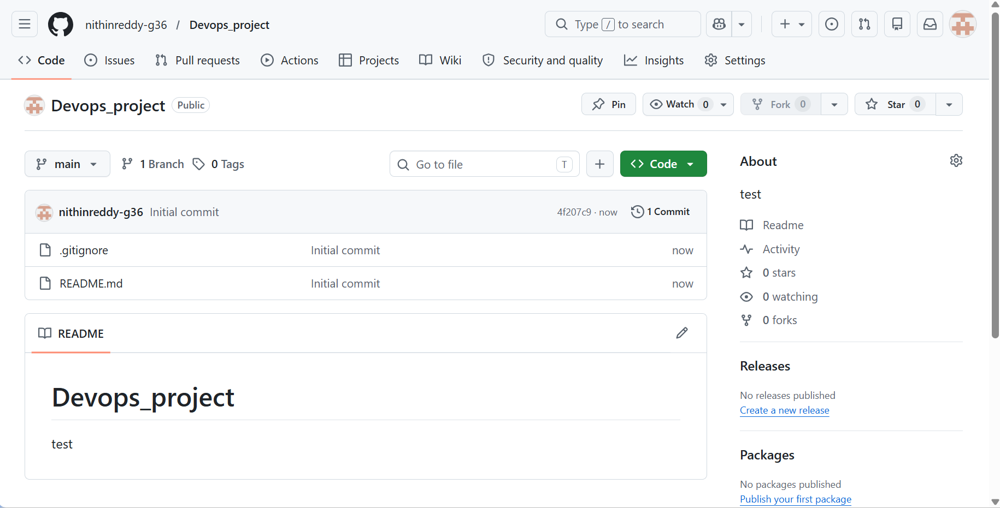 nithinreddy-g36 / Devops_project
Type / to search
Code Issues Pull requests Actions Projects Wiki Security and quality Insights Settings
Devops_project Public
Pin Watch 0 Fork 0 Star 0
main 1 Branch 0 Tags Go to file T + Code
nithinreddy-g36 Initial commit 4f207c9 · now 1 Commit
.gitignore Initial commit now
README.md Initial commit now
README
Devops_project
test
About
test
Readme
Activity
0 stars
0 watching
0 forks
Releases
No releases published
Create a new release
Packages
No packages published
Publish your first package